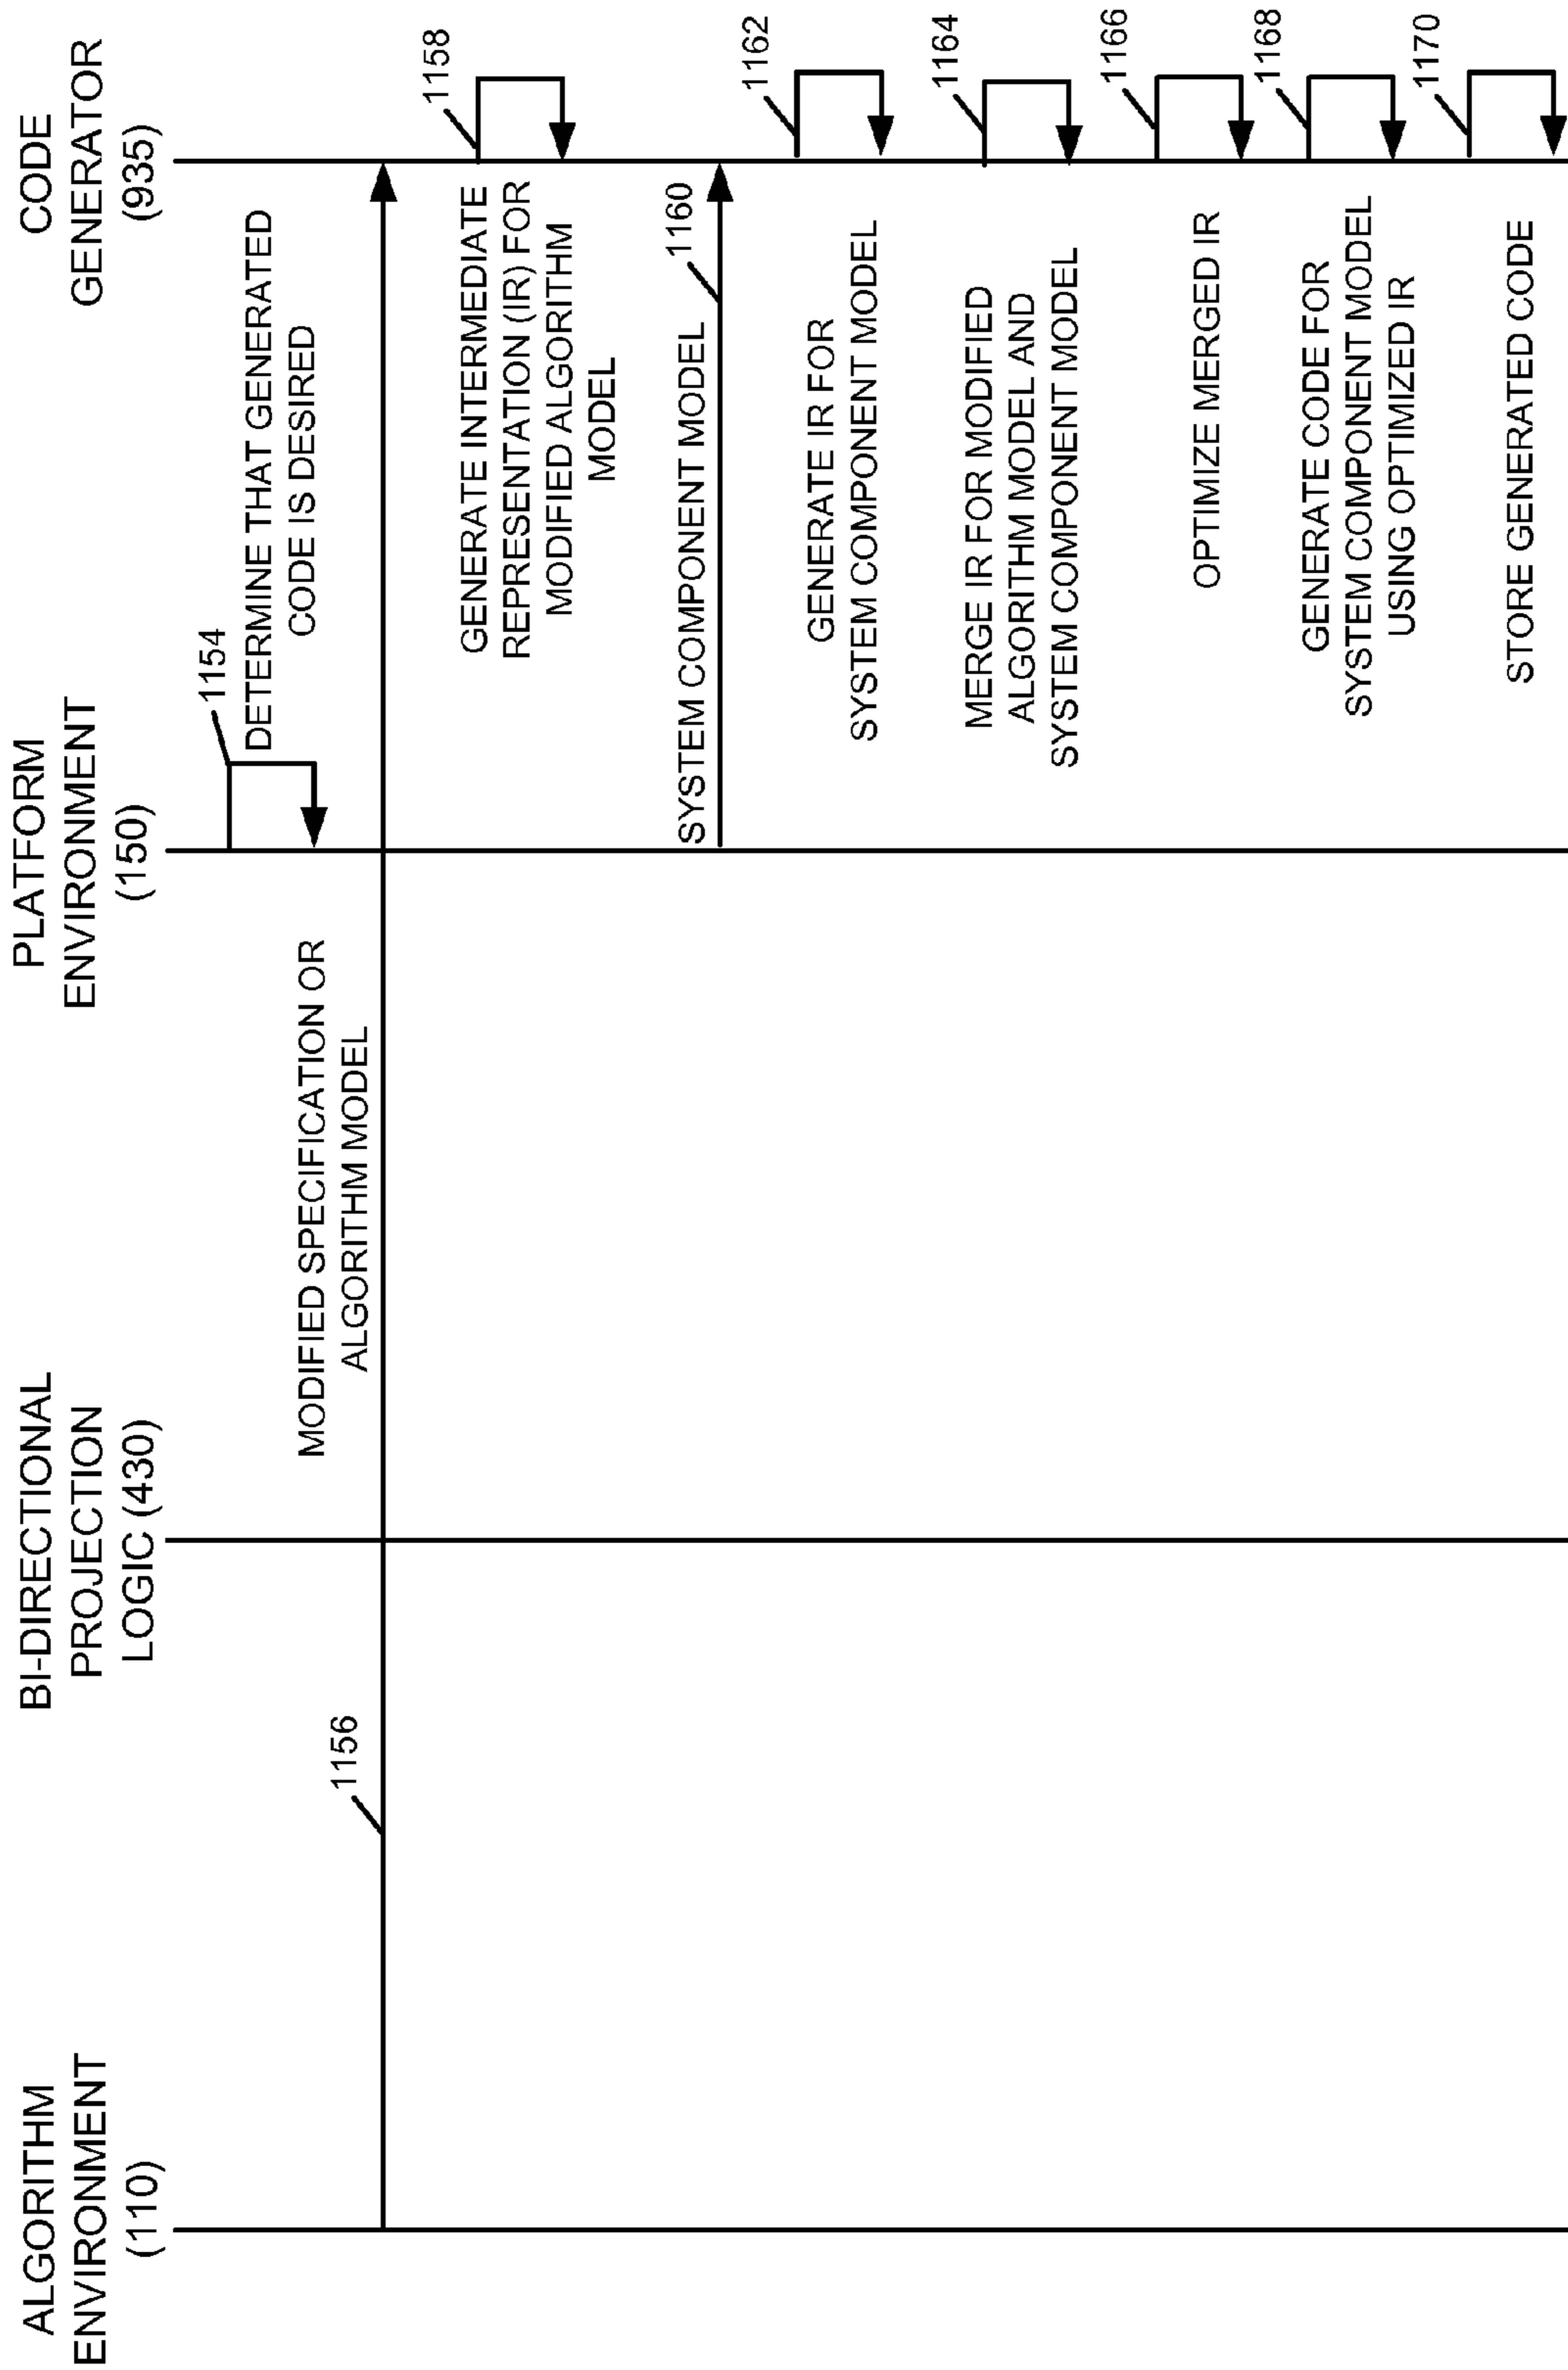 ALGORITHM
ENVIRONMENT
(110)
BI-DIRECTIONAL
PROJECTION
LOGIC (430)
PLATFORM
ENVIRONMENT
(150)
CODE
GENERATOR
(935)
1154
DETERMINE THAT GENERATED
CODE IS DESIRED
1156
MODIFIED SPECIFICATION OR
ALGORITHM MODEL
1158
GENERATE INTERMEDIATE
REPRESENTATION (IR) FOR
MODIFIED ALGORITHM
MODEL
SYSTEM COMPONENT MODEL
1160
1162
GENERATE IR FOR
SYSTEM COMPONENT MODEL
1164
MERGE IR FOR MODIFIED
ALGORITHM MODEL AND
SYSTEM COMPONENT MODEL
1166
OPTIMIZE MERGED IR
1168
GENERATE CODE FOR
SYSTEM COMPONENT MODEL
USING OPTIMIZED IR
1170
STORE GENERATED CODE